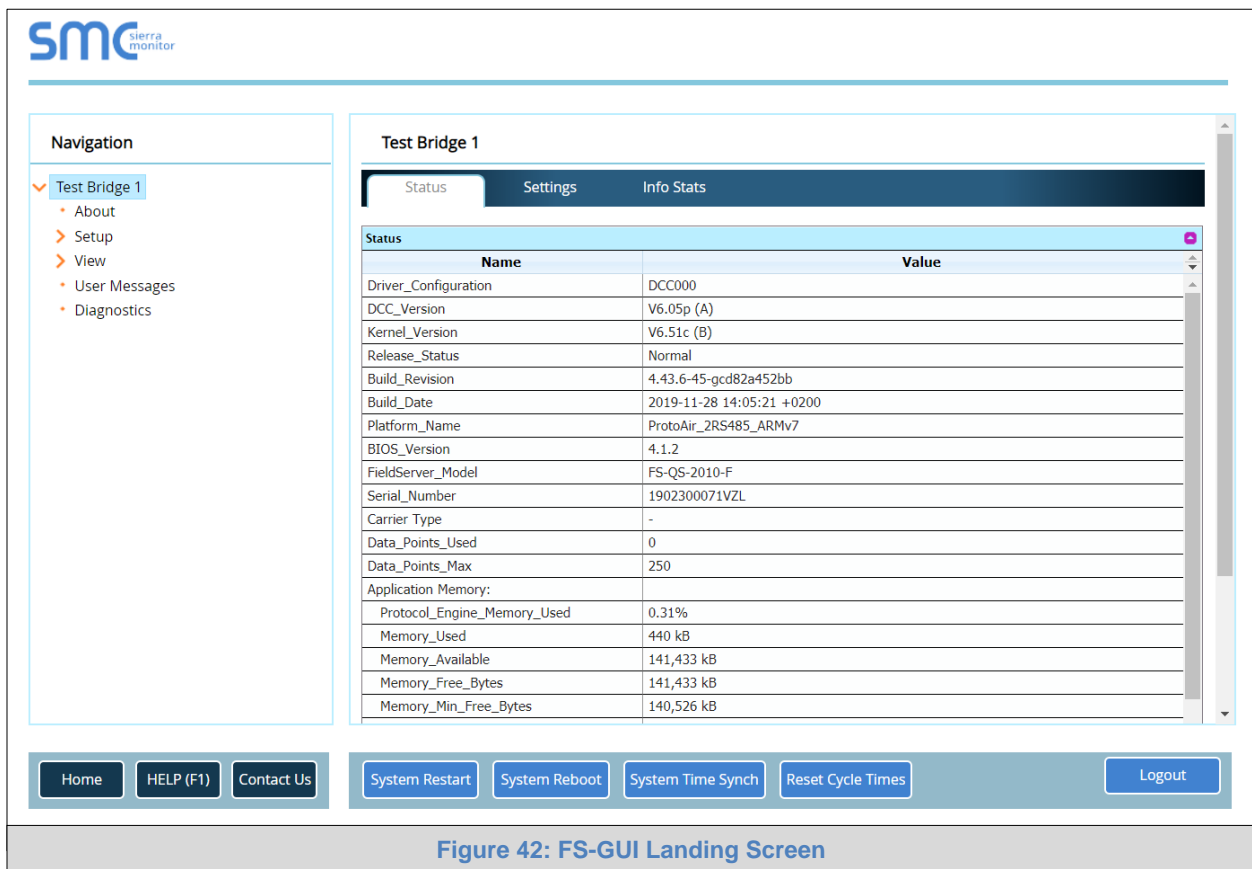 SMC sierra monitor
Navigation
Test Bridge 1
About
Setup
View
User Messages
Diagnostics
Test Bridge 1
Status Settings Info Stats
Status
Name Value
Driver_Configuration DCC000
DCC_Version V6.05p (A)
Kernel_Version V6.51c (B)
Release_Status Normal
Build_Revision 4.43.6-45-gcd82a452bb
Build_Date 2019-11-28 14:05:21 +0200
Platform_Name ProtoAir_2RS485_ARMv7
BIOS_Version 4.1.2
FieldServer_Model FS-QS-2010-F
Serial_Number 1902300071VZL
Carrier Type -
Data_Points_Used 0
Data_Points_Max 250
Application Memory:
Protocol_Engine_Memory_Used 0.31%
Memory_Used 440 kB
Memory_Available 141,433 kB
Memory_Free_Bytes 141,433 kB
Memory_Min_Free_Bytes 140,526 kB
Home HELP (F1) Contact Us System Restart System Reboot System Time Synch Reset Cycle Times Logout
Figure 42: FS-GUI Landing Screen